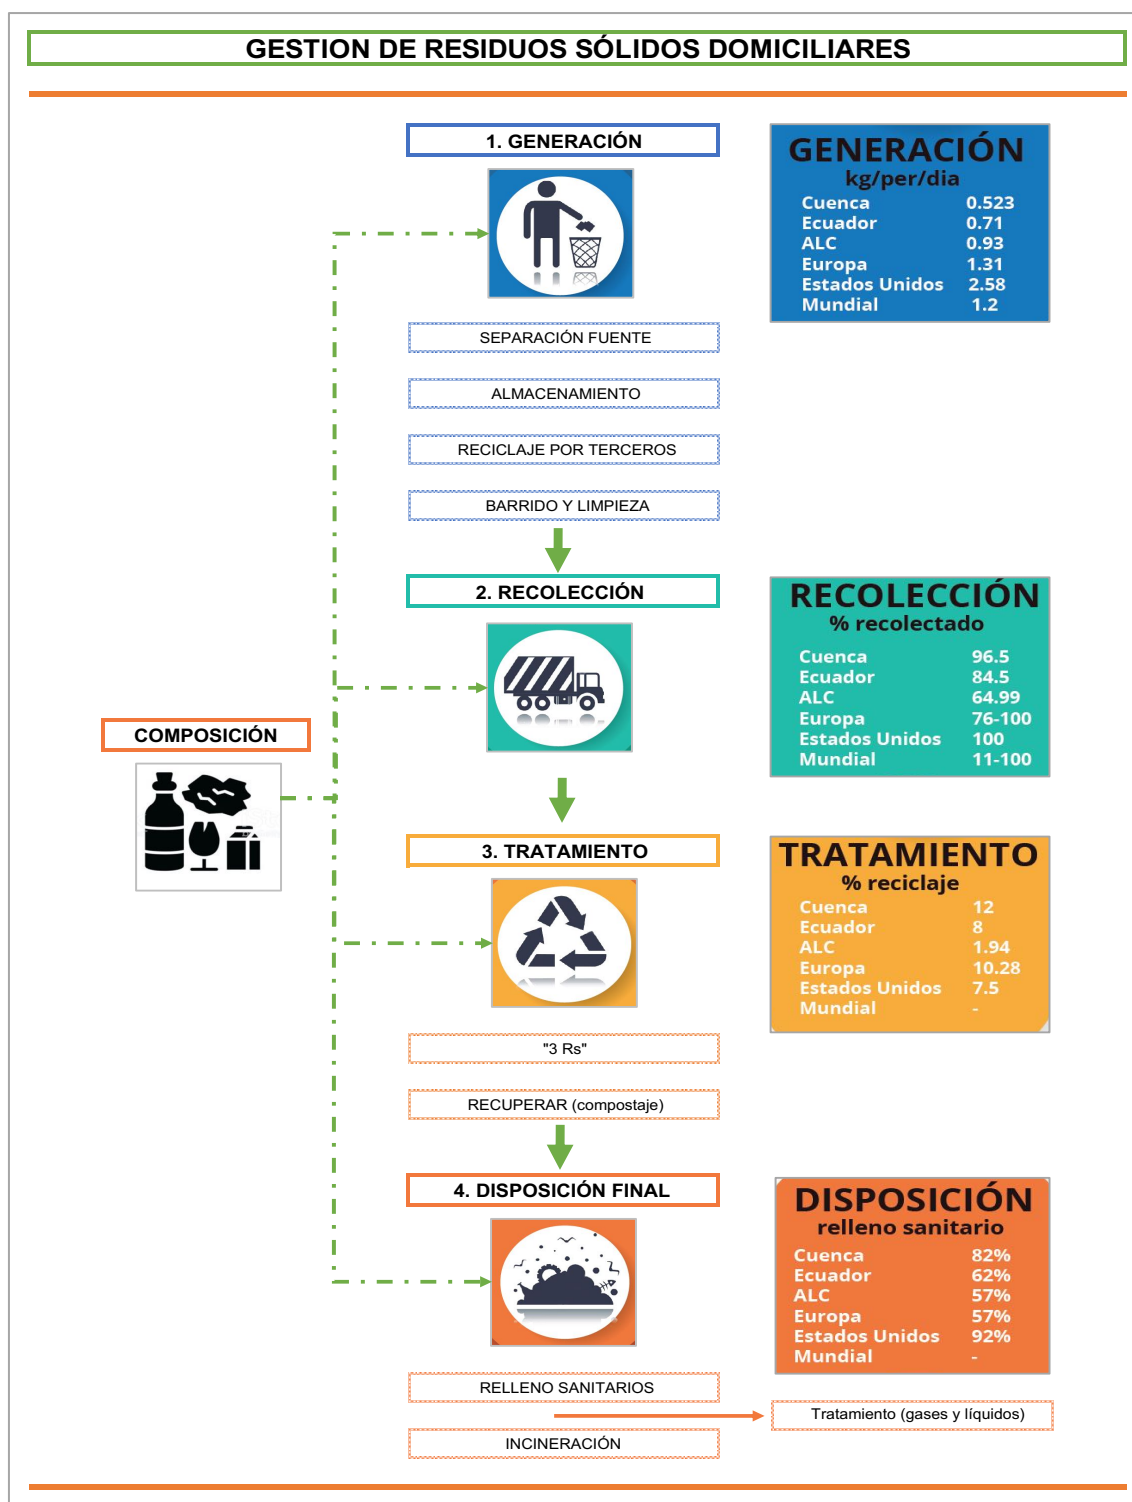 GESTION DE RESIDUOS SÓLIDOS DOMICILIARES
1. GENERACIÓN
GENERACIÓN
kg/per/dia
Cuenca 0.523
Ecuador 0.71
ALC 0.93
Europa 1.31
Estados Unidos 2.58
Mundial 1.2
SEPARACIÓN FUENTE
ALMACENAMIENTO
RECICLAJE POR TERCEROS
BARRIDO Y LIMPIEZA
2. RECOLECCIÓN
RECOLECCIÓN
% recolectado
Cuenca 96.5
Ecuador 84.5
ALC 64.99
Europa 76-100
Estados Unidos 100
Mundial 11-100
COMPOSICIÓN
3. TRATAMIENTO
TRATAMIENTO
% reciclaje
Cuenca 12
Ecuador 8
ALC 1.94
Europa 10.28
Estados Unidos 7.5
Mundial -
"3 Rs"
RECUPERAR (compostaje)
4. DISPOSICIÓN FINAL
DISPOSICIÓN
relleno sanitario
Cuenca 82%
Ecuador 62%
ALC 57%
Europa 57%
Estados Unidos 92%
Mundial -
RELLENO SANITARIOS
Tratamiento (gases y líquidos)
INCINERACIÓN